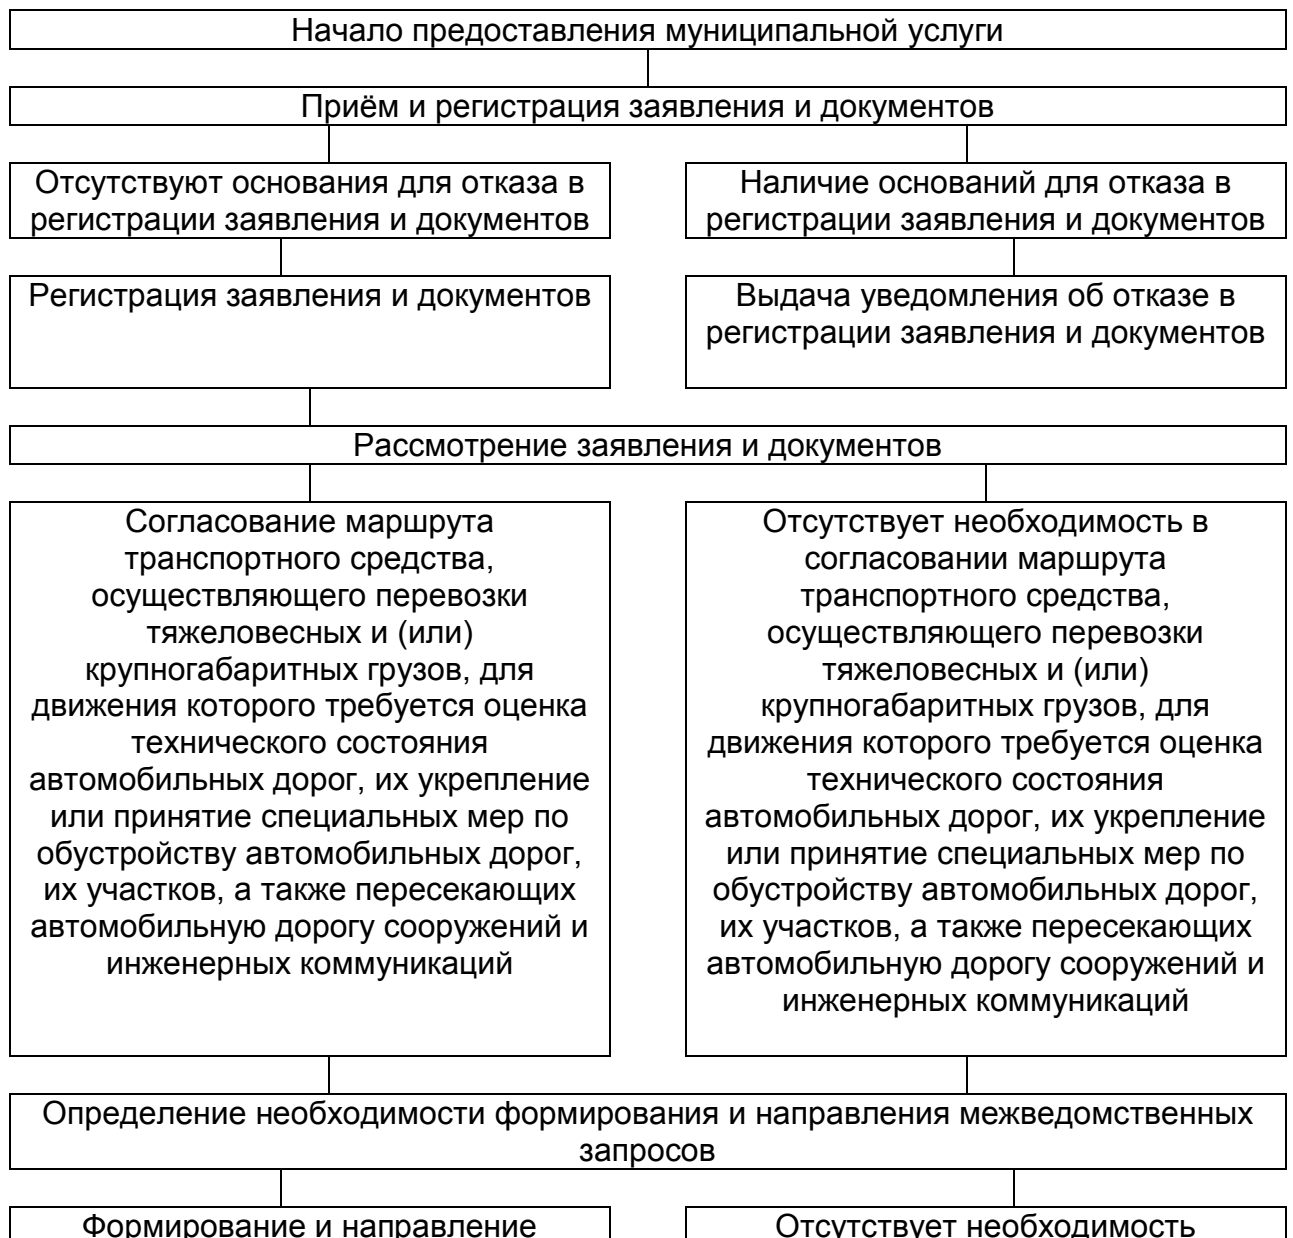 Начало предоставления муниципальной услуги
Приём и регистрация заявления и документов
Отсутствуют основания для отказа в
регистрации заявления и документов
Наличие оснований для отказа в
регистрации заявления и документов
Регистрация заявления и документов
Выдача уведомления об отказе в
регистрации заявления и документов
Рассмотрение заявления и документов
Согласование маршрута
транспортного средства,
осуществляющего перевозки
тяжеловесных и (или)
крупногабаритных грузов, для
движения которого требуется оценка
технического состояния
автомобильных дорог, их укрепление
или принятие специальных мер по
обустройству автомобильных дорог,
их участков, а также пересекающих
автомобильную дорогу сооружений и
инженерных коммуникаций
Отсутствует необходимость в
согласовании маршрута
транспортного средства,
осуществляющего перевозки
тяжеловесных и (или)
крупногабаритных грузов, для
движения которого требуется оценка
технического состояния
автомобильных дорог, их укрепление
или принятие специальных мер по
обустройству автомобильных дорог,
их участков, а также пересекающих
автомобильную дорогу сооружений и
инженерных коммуникаций
Определение необходимости формирования и направления межведомственных
запросов
Формирование и направление
Отсутствует необходимость